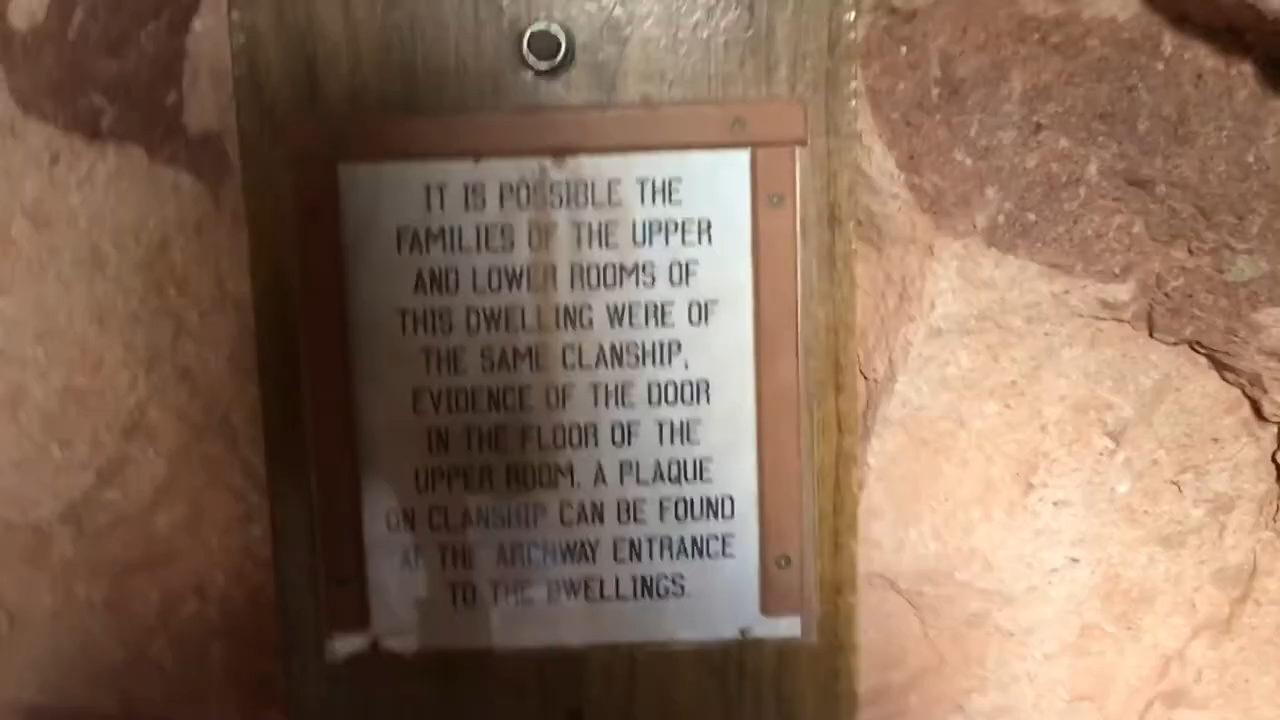 IT IS POSSIBLE THE
FAMILIES OF THE UPPER
AND LOWER ROOMS OF
THIS DWELLING WERE OF
THE SAME CLANSHIP,
EVIDENCE OF THE DOOR
IN THE FLOOR OF THE
UPPER ROOM. A PLAQUE
ON CLANSHIP CAN BE FOUND
AT THE ARCHWAY ENTRANCE
TO THE DWELLINGS.